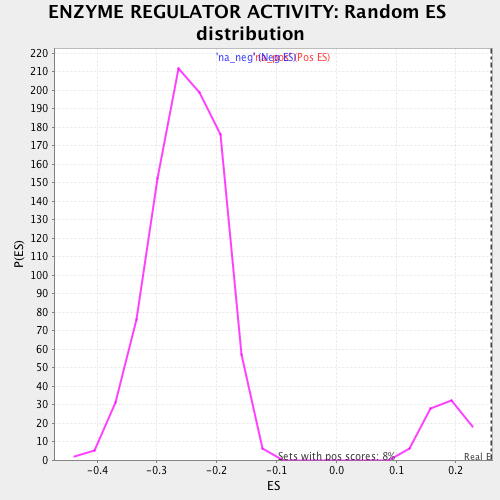 ENZYME REGULATOR ACTIVITY: Random ES
distribution
'na_neg' (Neg ES)
'na_pos' (Pos ES)
220
210
200
190
180
170
160
150
140
130
120
110
100
90
80
70
60
50
40
30
20
10
0
P(ES)
Sets with pos scores: 8%
Real E
-0.4 -0.3 -0.2 -0.1 0.0 0.1 0.2
ES